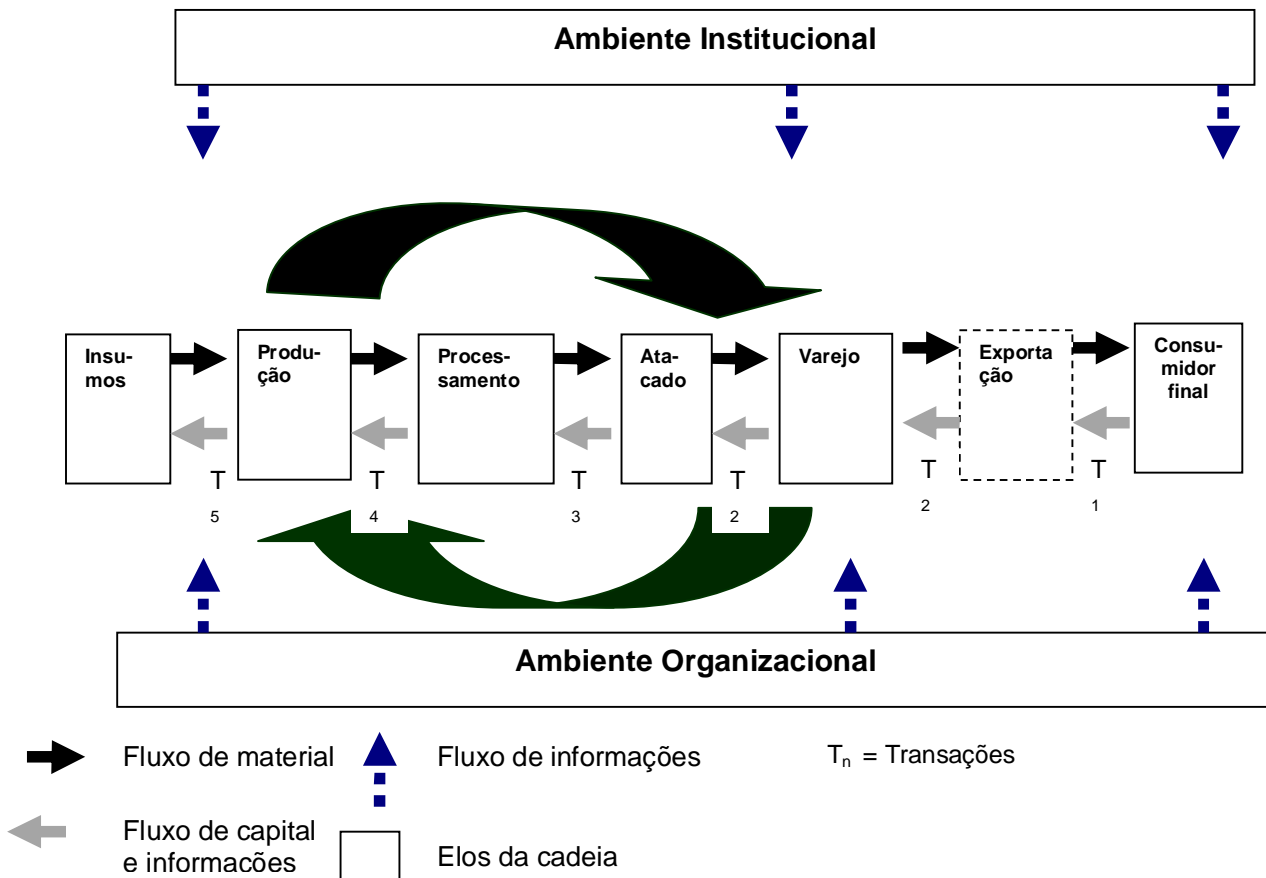 Ambiente Institucional
Insu-
mos
Produ-
ção
Proces-
samento
Ata-
cado
Varejo
Exporta
ção
Consu-
midor
final
T
5
T
4
T
3
T
2
T
2
T
1
Ambiente Organizacional
Fluxo de material
Fluxo de informações
Tn = Transações
Fluxo de capital
e informações
Elos da cadeia